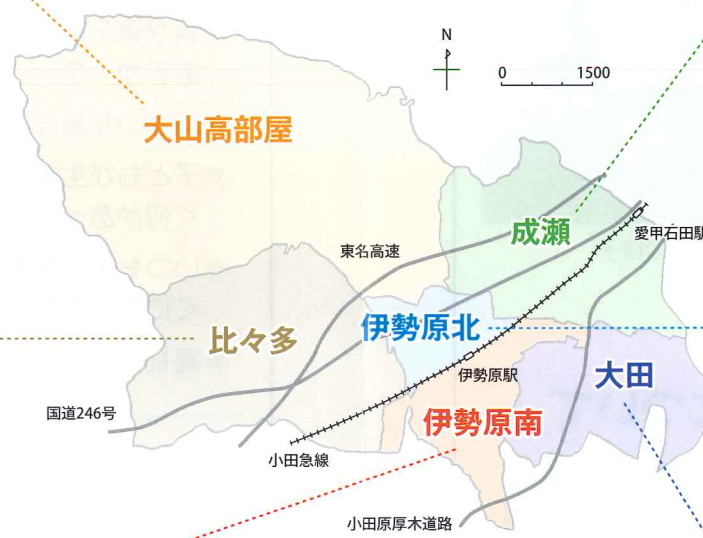 N
0 1500
大山高部屋
成瀬
愛甲石田駅
東名高速
伊勢原北
比々多
伊勢原駅
大田
国道246号
伊勢原南
小田急線
小田原厚木道路